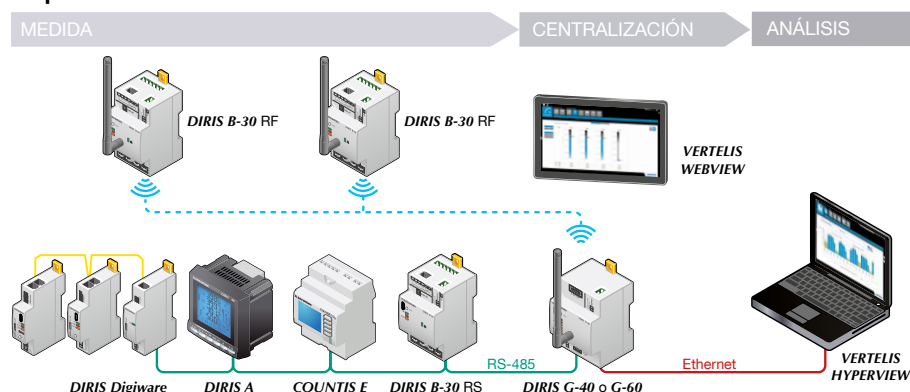 MEDIDA
CENTRALIZACIÓN
ANÁLISIS
DIRIS B-30 RF
DIRIS B-30 RF
VERTELIS
WEBVIEW
RS-485
Ethernet
DIRIS Digiware
DIRIS A
COUNTIS E
DIRIS B-30 RS
DIRIS G-40 o G-60
VERTELIS
HYPERVIEW